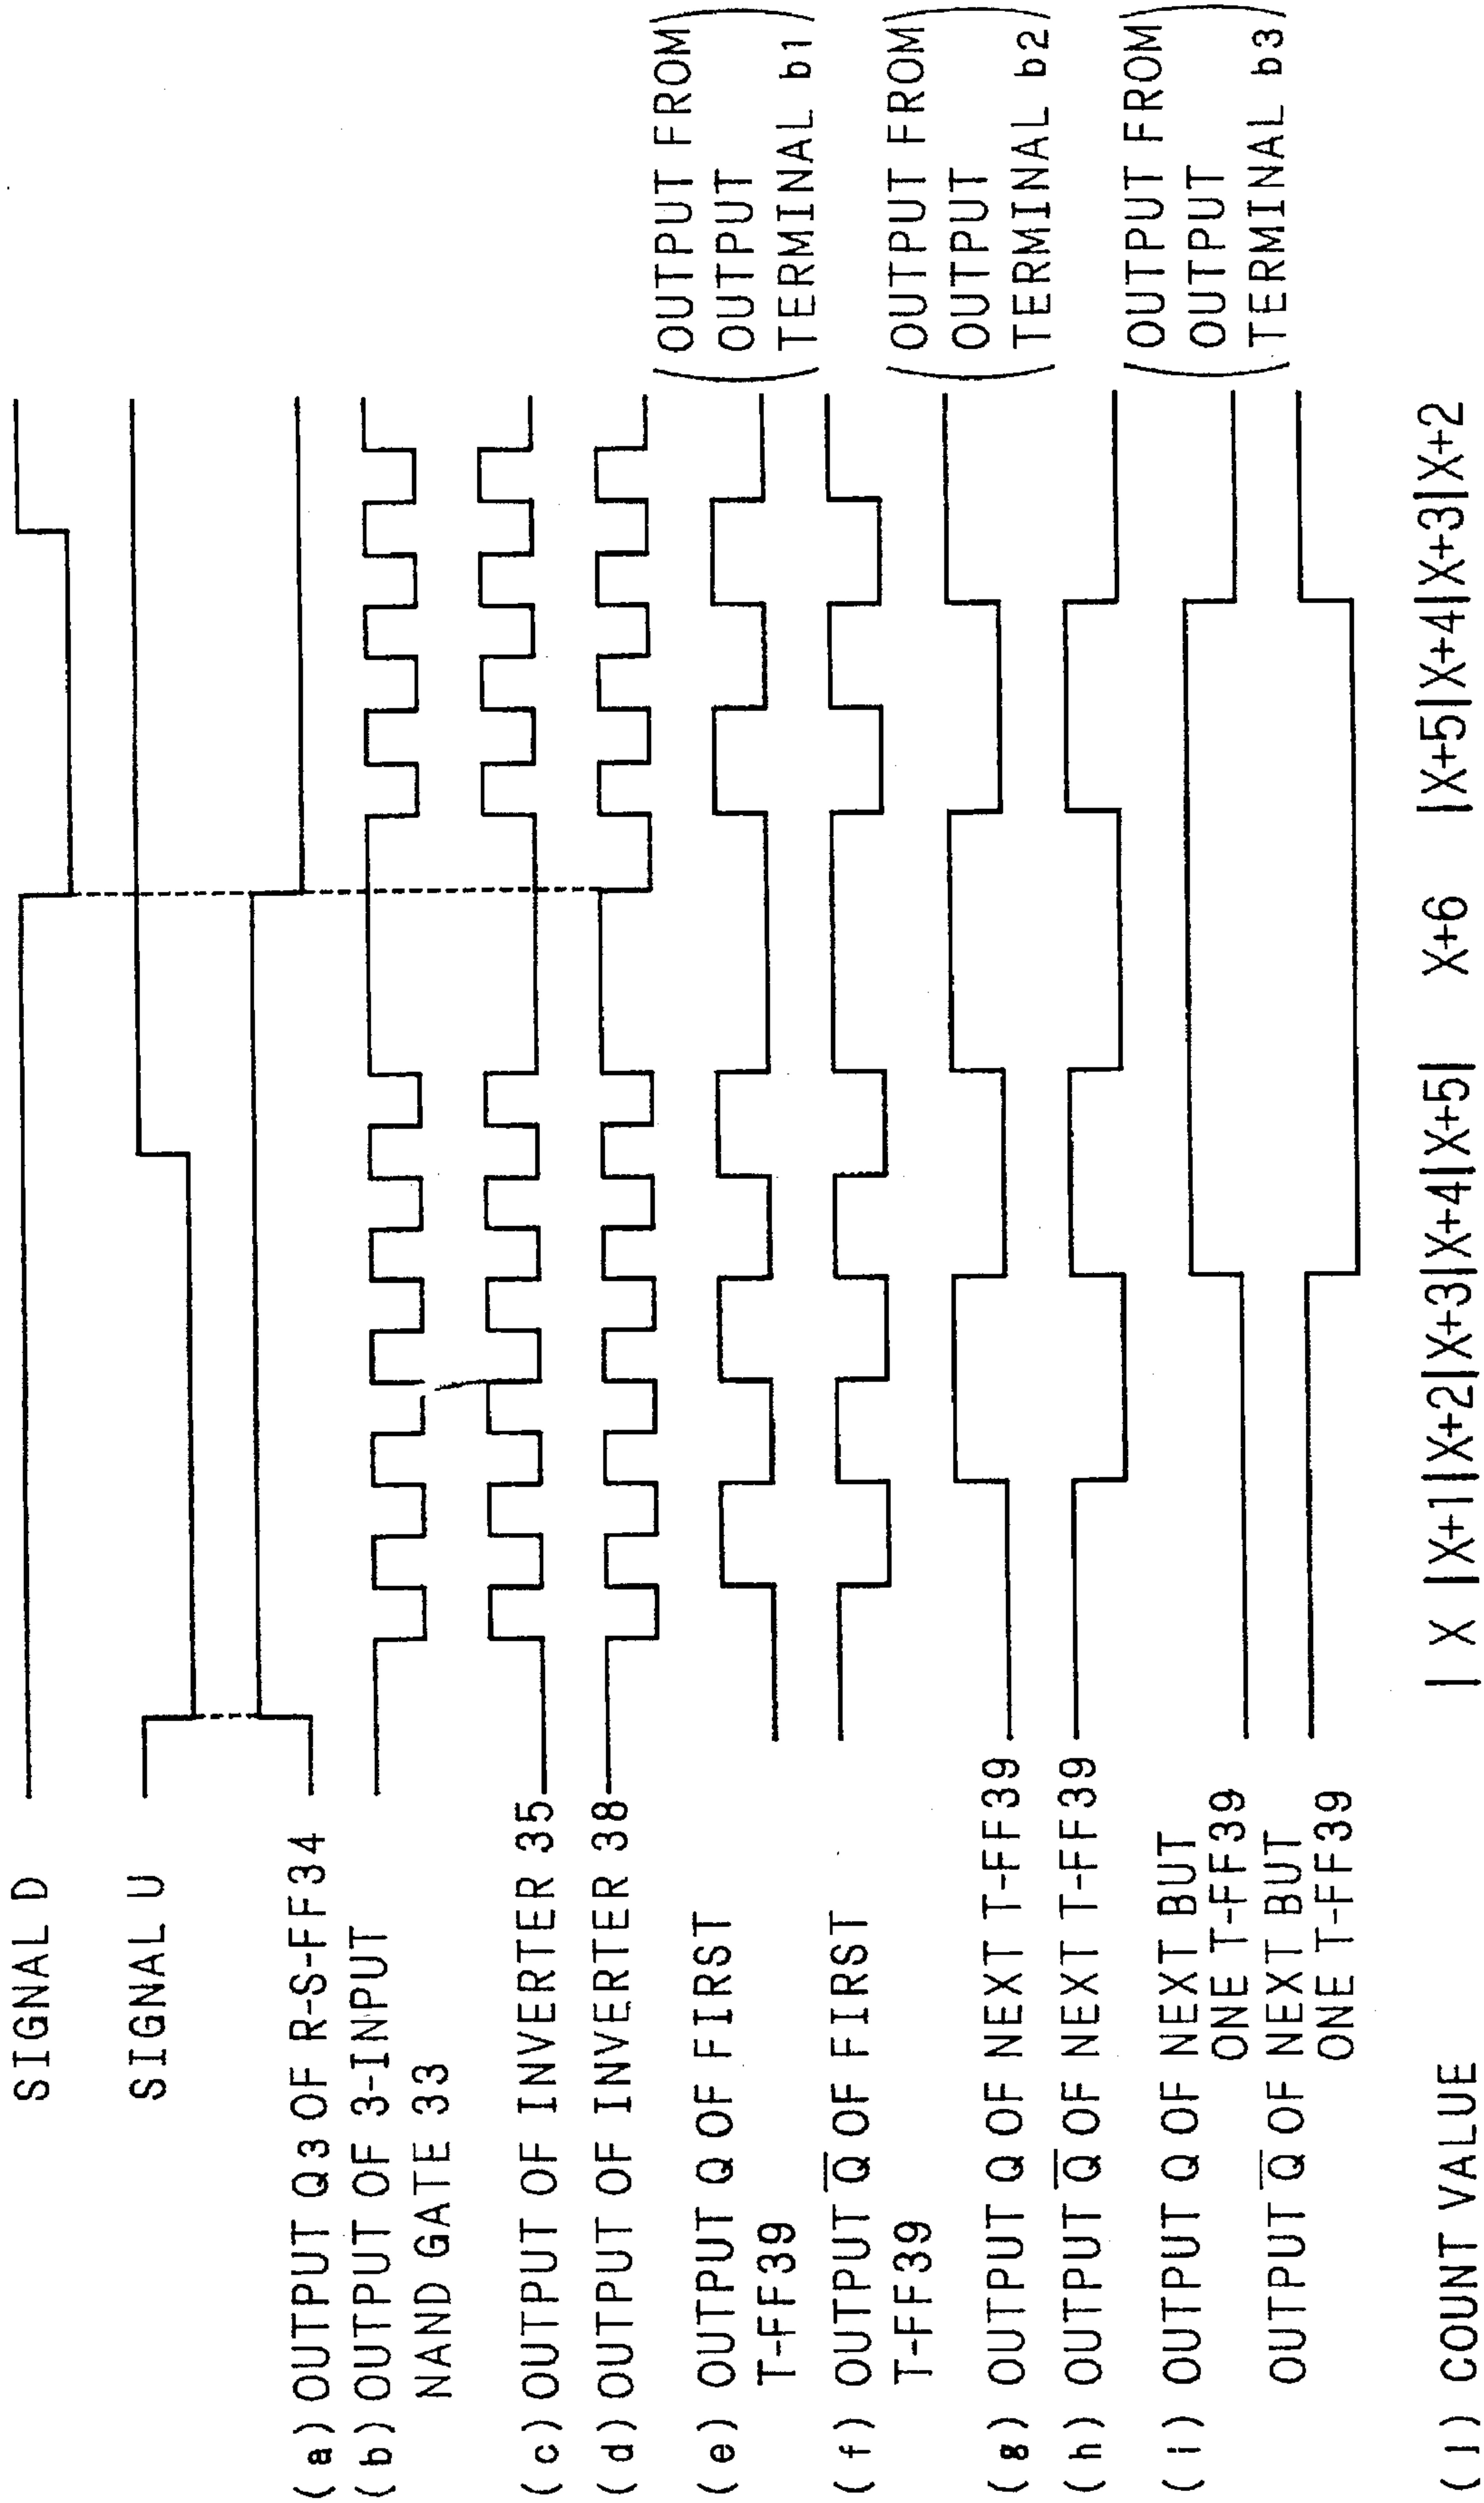 SIGNAL D
SIGNAL U
(a) OUTPUT Q3 OF R-S-FF34
(b) OUTPUT OF 3-INPUT
NAND GATE 33
(c) OUTPUT OF INVERTER 35
(d) OUTPUT OF INVERTER 38
(e) OUTPUT Q OF FIRST
T-FF39
(OUTPUT FROM
OUTPUT
TERMINAL b1)
(f) OUTPUT Q̅ OF FIRST
T-FF39
(g) OUTPUT Q OF NEXT T-FF39
(OUTPUT FROM
OUTPUT
TERMINAL b2)
(h) OUTPUT Q̅ OF NEXT T-FF39
(i) OUTPUT Q OF NEXT BUT
ONE T-FF39
(OUTPUT FROM
OUTPUT
TERMINAL b3)
OUTPUT Q̅ OF NEXT BUT
ONE T-FF39
(j) COUNT VALUE | X |X+1|X+2|X+3|X+4|X+5| X+6 |X+5|X+4|X+3|X+2